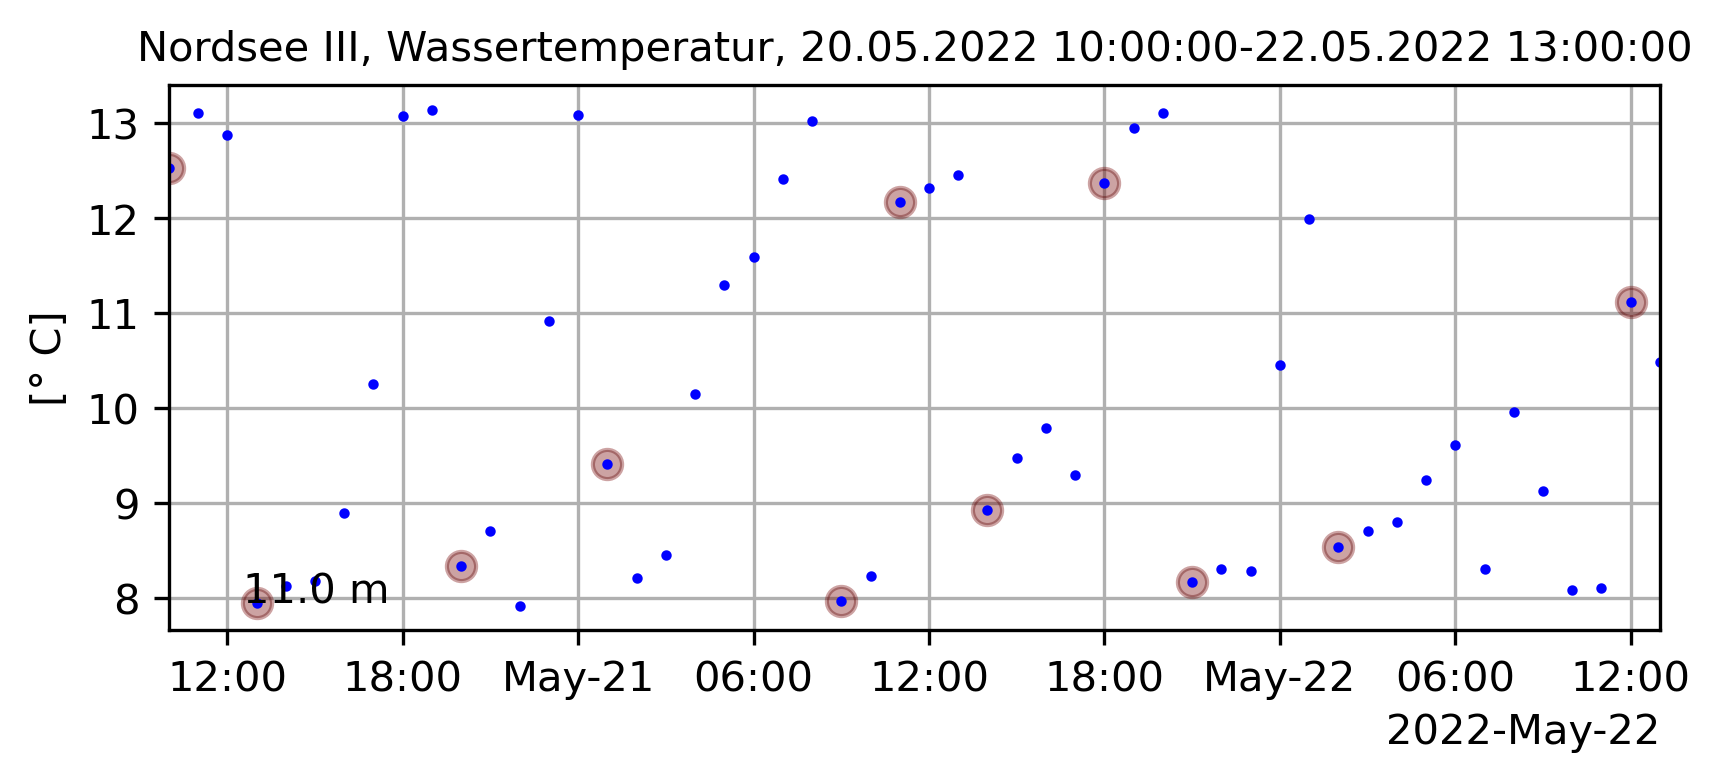 Nordsee III, Wassertemperatur, 20.05.2022 10:00:00-22.05.2022 13:00:00
13
12
11
10
9
8
[° C]
11.0 m
12:00 18:00 May-21 06:00 12:00 18:00 May-22 06:00 12:00
2022-May-22